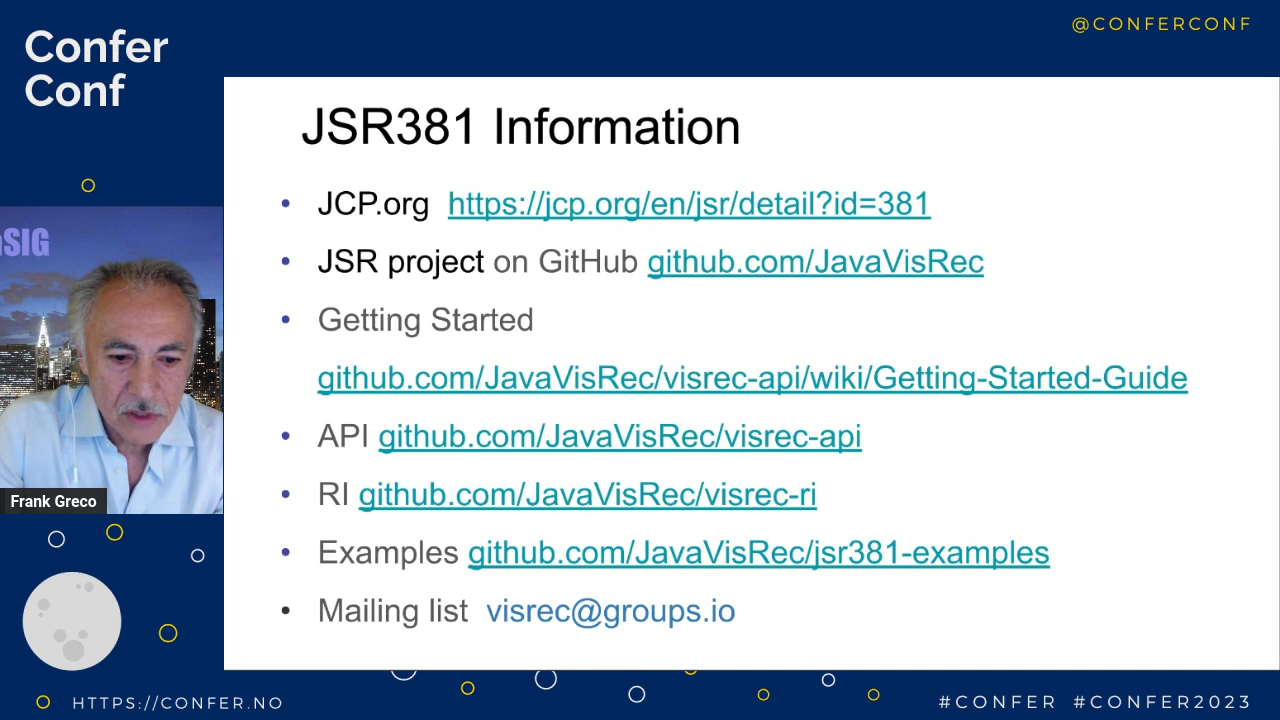 Confer
Conf
@CONFERCONF
JSR381 Information
• JCP.org https://jcp.org/en/jsr/detail?id=381
• JSR project on GitHub github.com/JavaVisRec
• Getting Started
github.com/JavaVisRec/visrec-api/wiki/Getting-Started-Guide
• API github.com/JavaVisRec/visrec-api
• RI github.com/JavaVisRec/visrec-ri
• Examples github.com/JavaVisRec/jsr381-examples
• Mailing list visrec@groups.io
SIG
Frank Greco
HTTPS://CONFER.NO
#CONFER #CONFER2023